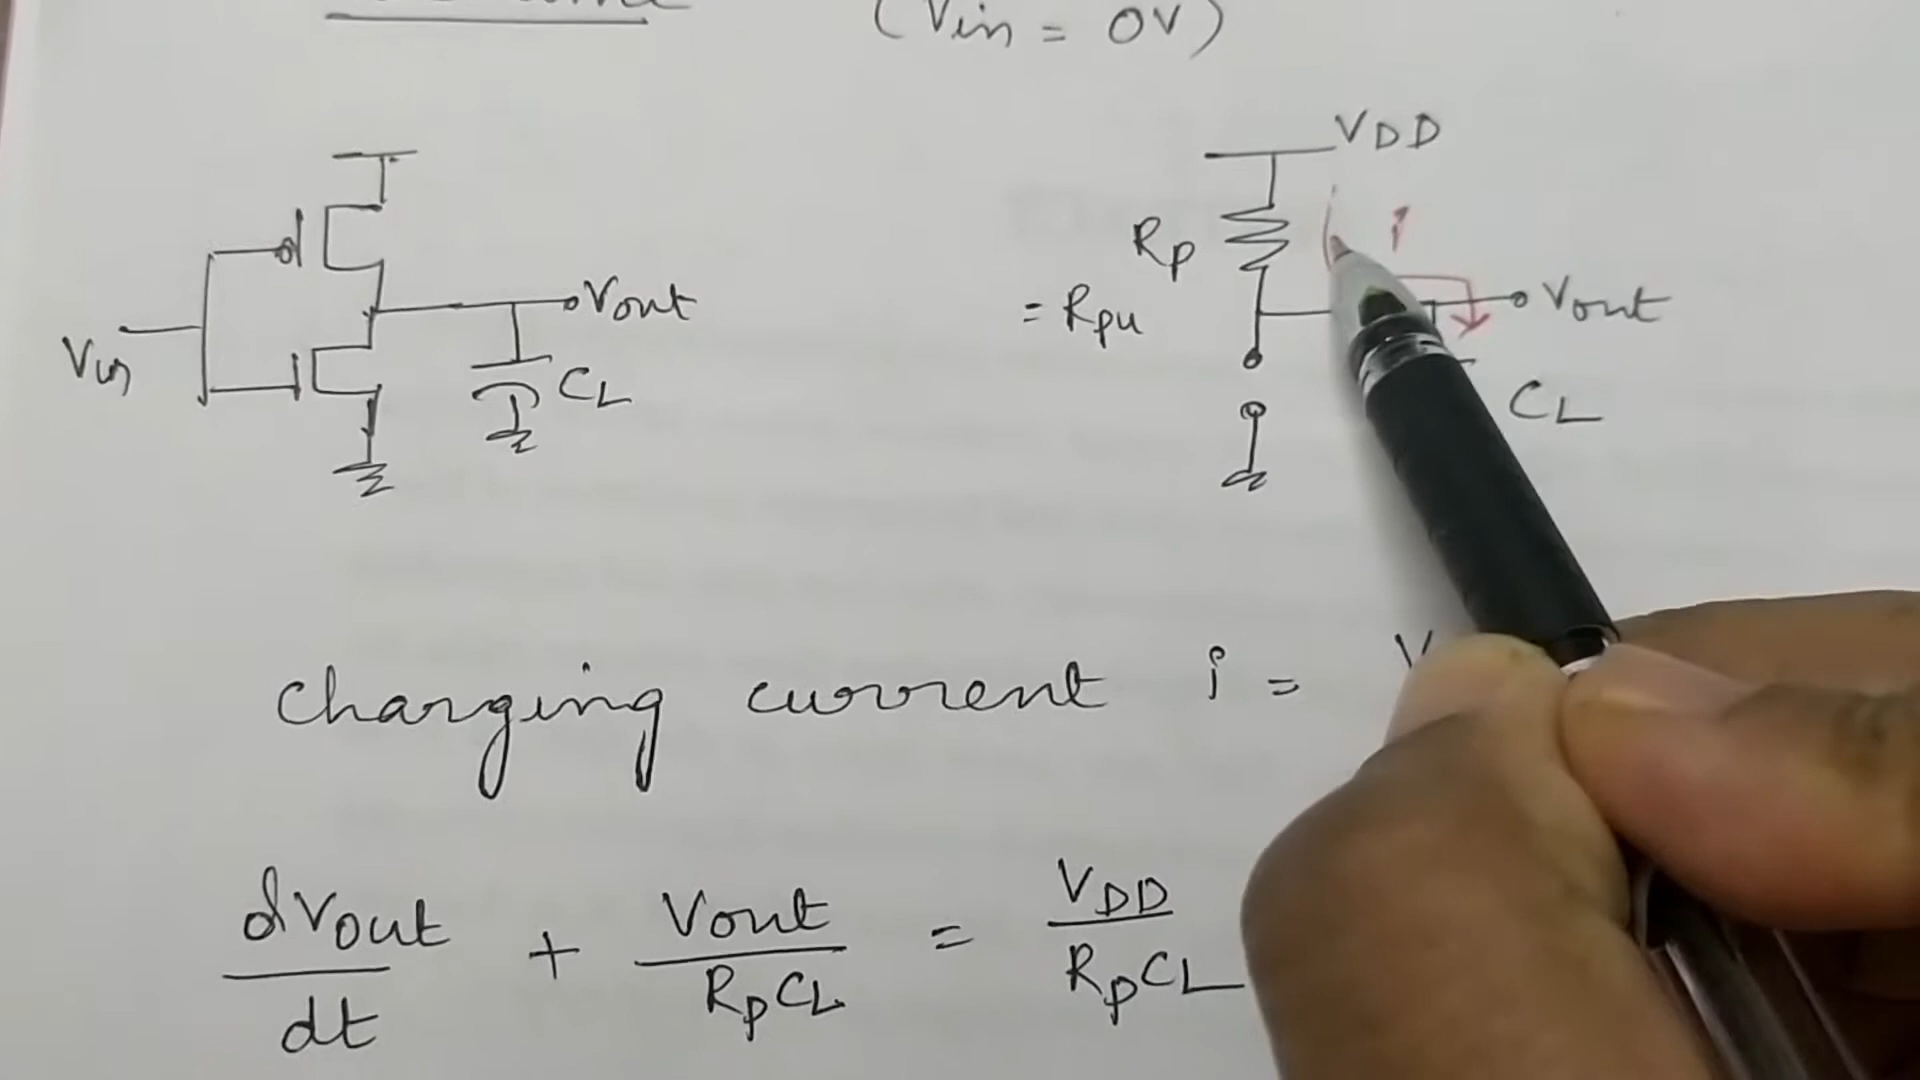 (Vin = 0V)
VDD
Rp
i
= Rpu
Vout
Vout
Vin
CL
CL
charging current i =
dVout/dt + Vout/RpCL = VDD/RpCL